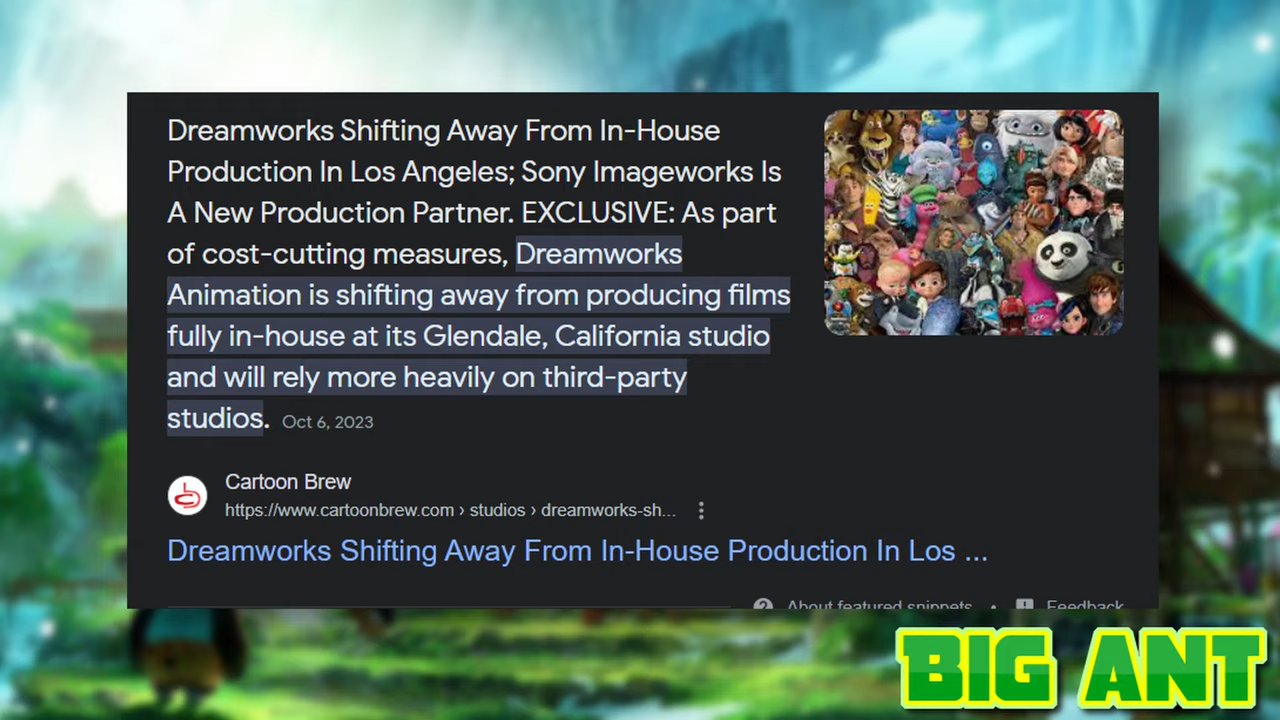 Dreamworks Shifting Away From In-House
Production In Los Angeles; Sony Imageworks Is
A New Production Partner. EXCLUSIVE: As part
of cost-cutting measures, Dreamworks
Animation is shifting away from producing films
fully in-house at its Glendale, California studio
and will rely more heavily on third-party
studios. Oct 6, 2023
Cartoon Brew
https://www.cartoonbrew.com › studios › dreamworks-sh...
Dreamworks Shifting Away From In-House Production In Los ...
About featured snippets • Feedback
BIG ANT